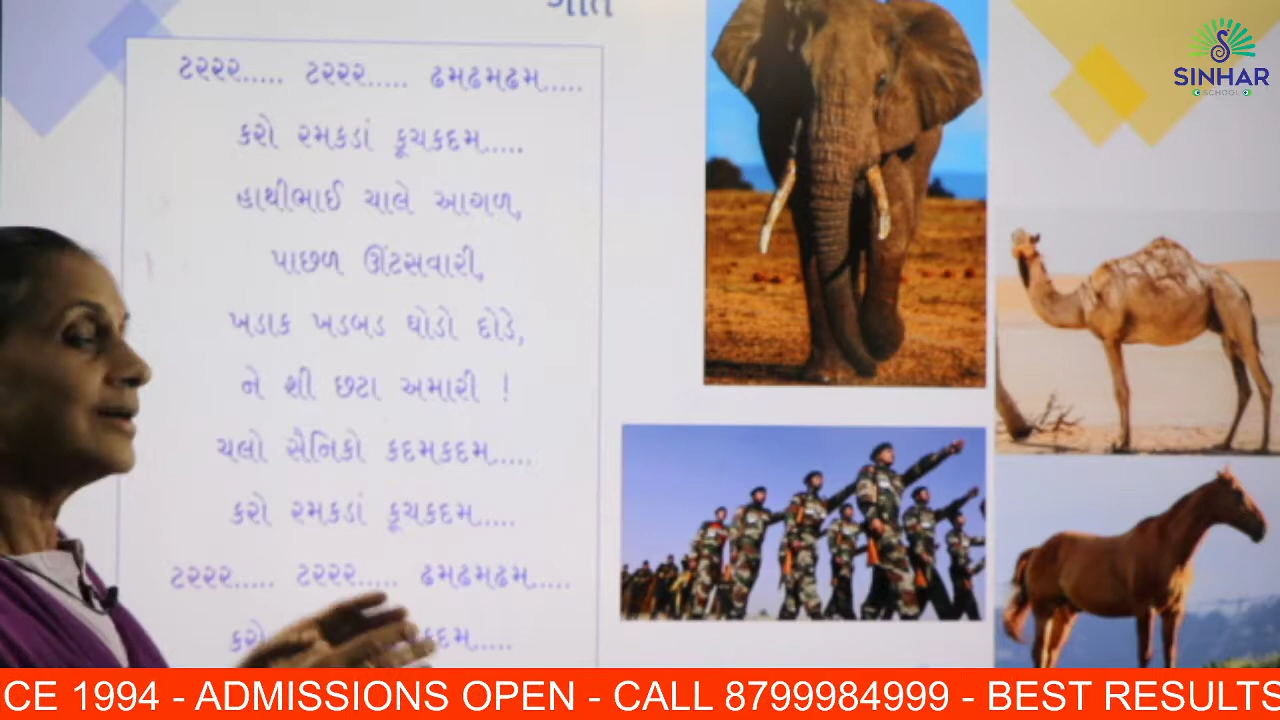 ગીત
ટરરર..... ટરરર..... ઢમઢમઢમ.....
કરો રમકડાં કૂચકદમ.....
હાથીભાઈ ચાલે આગળ,
પાછળ ઊંટસવારી,
ખડાક ખડબડ ઘોડો દોડે,
ને શી છટા અમારી !
ચલો સૈનિકો કદમકદમ.....
કરો રમકડાં કૂચકદમ.....
ટરરર..... ટરરર..... ઢમઢમઢમ.....
કરો
SINHAR
SCHOOL
CE 1994 - ADMISSIONS OPEN - CALL 8799984999 - BEST RESULTS